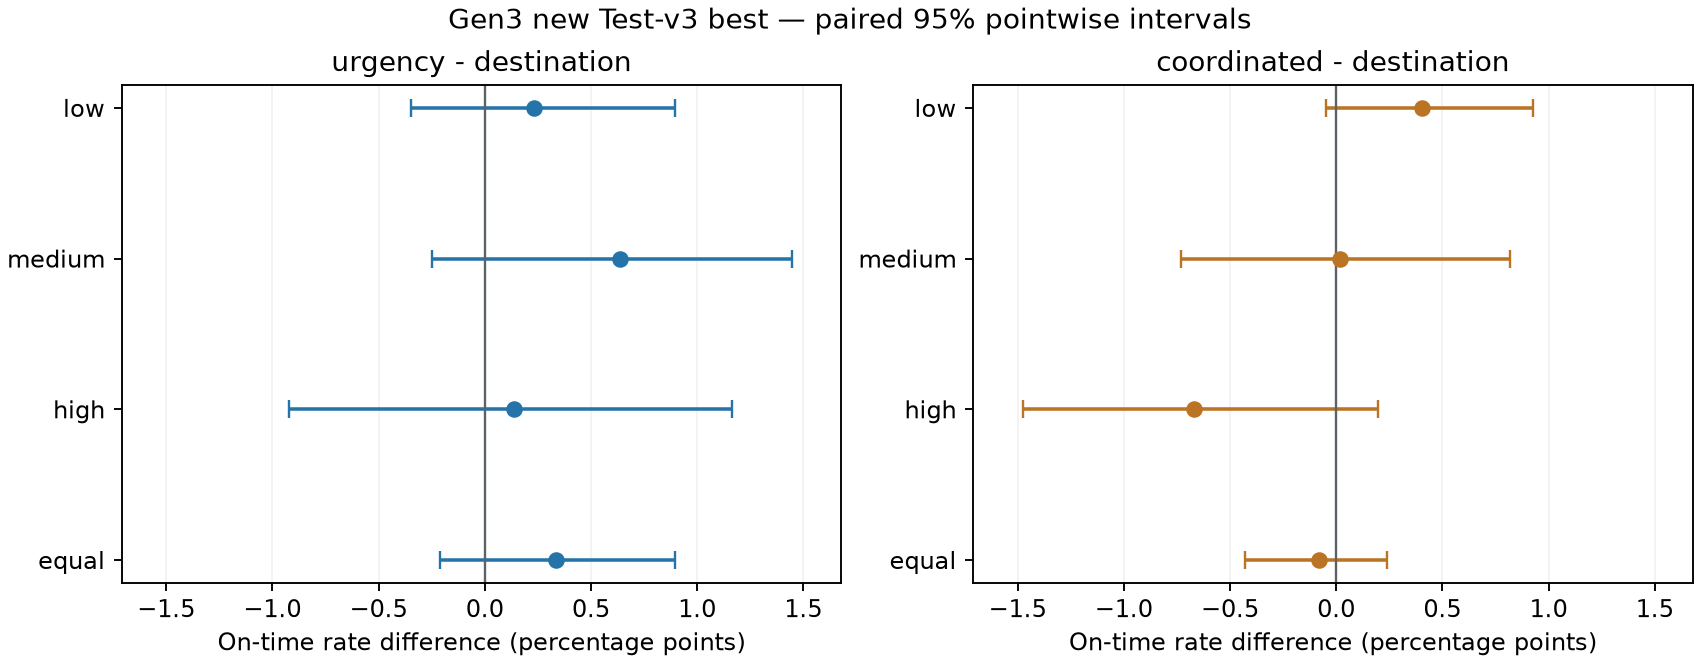 Gen3 new Test-v3 best — paired 95% pointwise intervals
urgency - destination
low
medium
high
equal
−1.5 −1.0 −0.5 0.0 0.5 1.0 1.5
On-time rate difference (percentage points)
coordinated - destination
low
medium
high
equal
−1.5 −1.0 −0.5 0.0 0.5 1.0 1.5
On-time rate difference (percentage points)